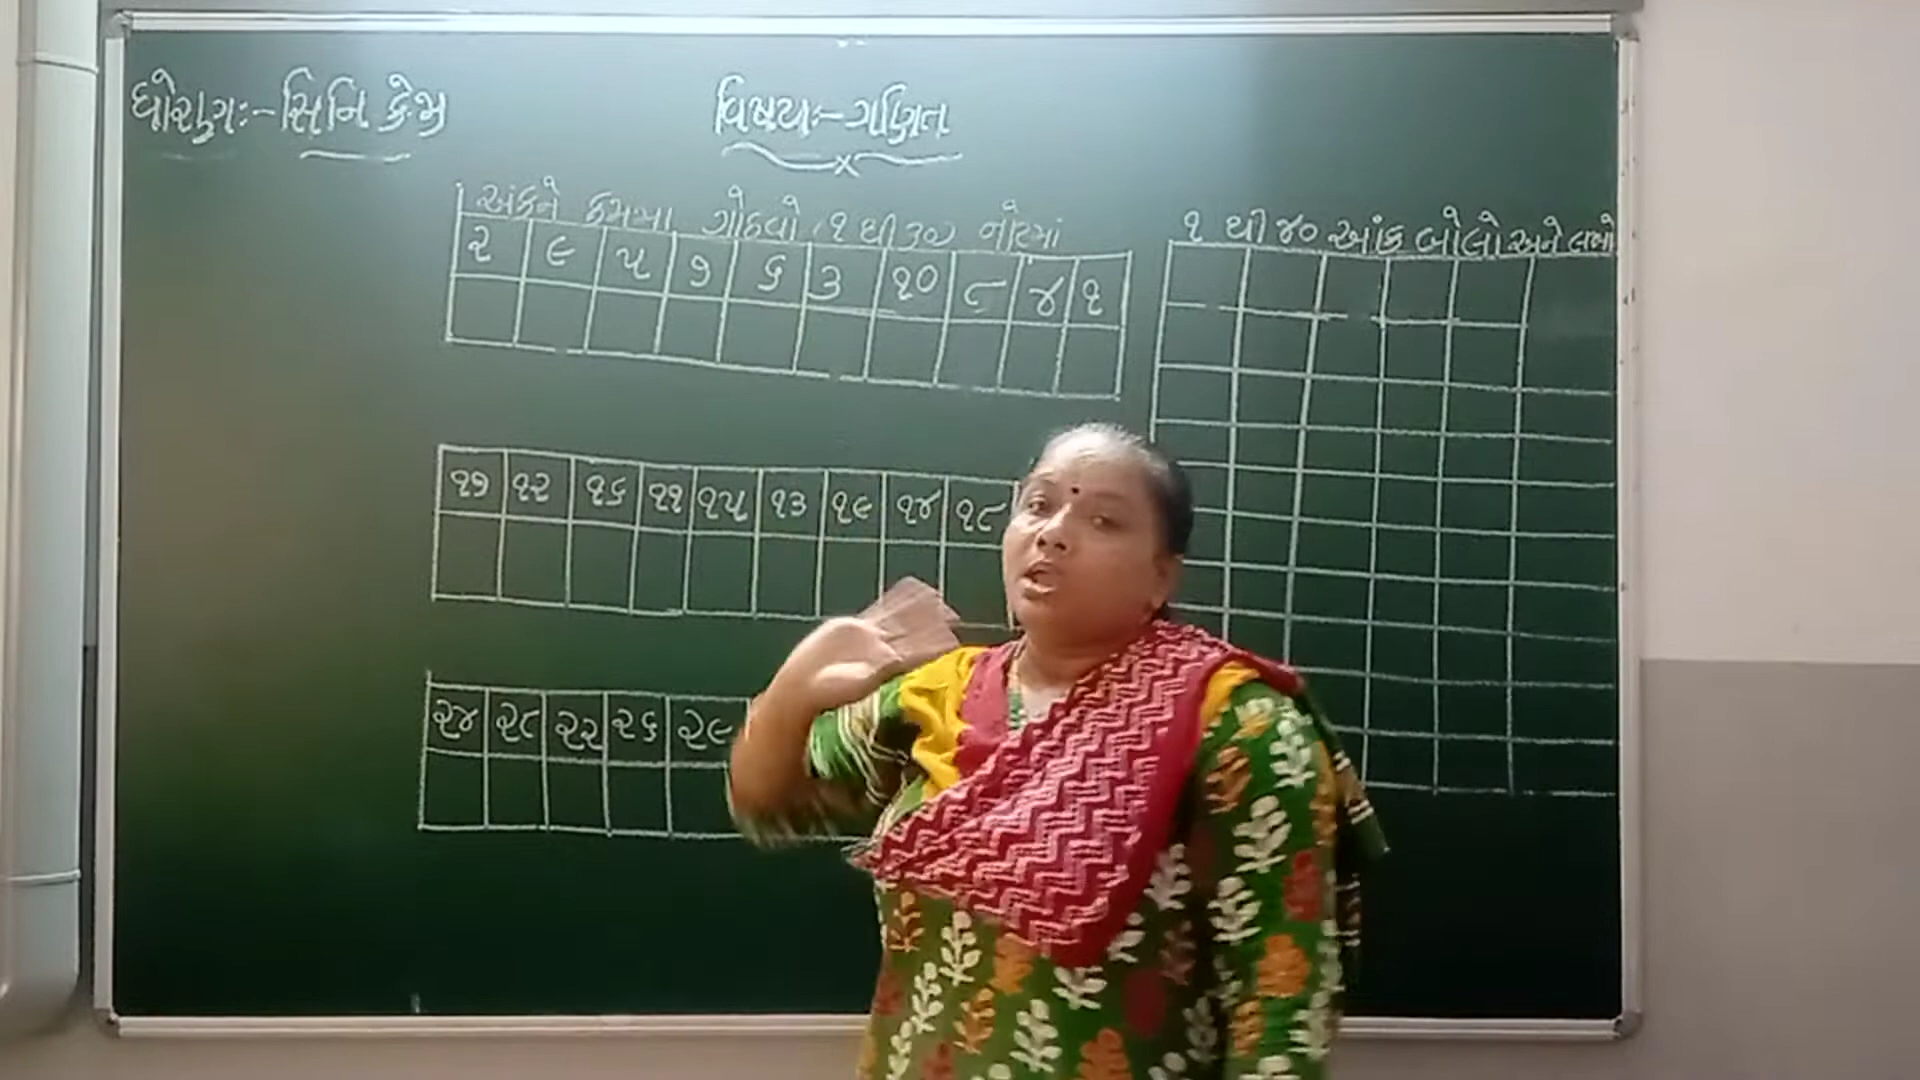 ધોરણ:- સિનિ કેજી
વિષય:- ગણિત
અંકને ક્રમમાં ગોઠવો (૧ થી ૩૦) નોટમાં
૨ ૯ ૫ ૭ ૬ ૩ ૧૦ ૮ ૪ ૧
૧ થી ૪૦ આંક બોલો અને લખો
૧૭ ૧૨ ૧૬ ૧૧ ૧૫ ૧૩ ૧૯ ૧૪ ૧૮
૨૪ ૨૮ ૨૨ ૨૬ ૨૯